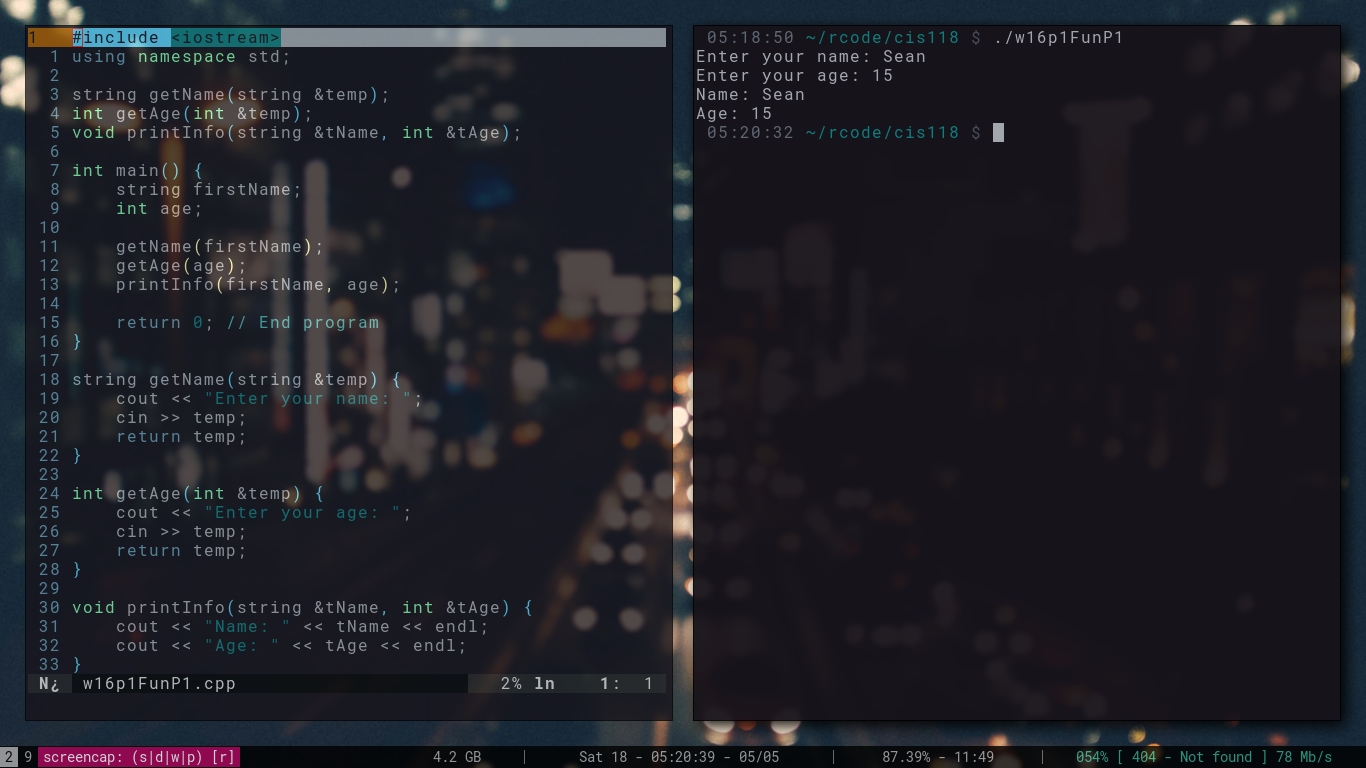 1 #include <iostream>
1 using namespace std;
2
3 string getName(string &temp);
4 int getAge(int &temp);
5 void printInfo(string &tName, int &tAge);
6
7 int main() {
8 string firstName;
9 int age;
10
11 getName(firstName);
12 getAge(age);
13 printInfo(firstName, age);
14
15 return 0; // End program
16 }
17
18 string getName(string &temp) {
19 cout << "Enter your name: ";
20 cin >> temp;
21 return temp;
22 }
23
24 int getAge(int &temp) {
25 cout << "Enter your age: ";
26 cin >> temp;
27 return temp;
28 }
29
30 void printInfo(string &tName, int &tAge) {
31 cout << "Name: " << tName << endl;
32 cout << "Age: " << tAge << endl;
33 }
N¿ w16p1FunP1.cpp 2% ln 1: 1
05:18:50 ~/rcode/cis118 $ ./w16p1FunP1
Enter your name: Sean
Enter your age: 15
Name: Sean
Age: 15
05:20:32 ~/rcode/cis118 $
2 9 screencap: (s|d|w|p) [r] 4.2 GB | Sat 18 - 05:20:39 - 05/05 | 87.39% - 11:49 | 054% [ 404 - Not found ] 78 Mb/s